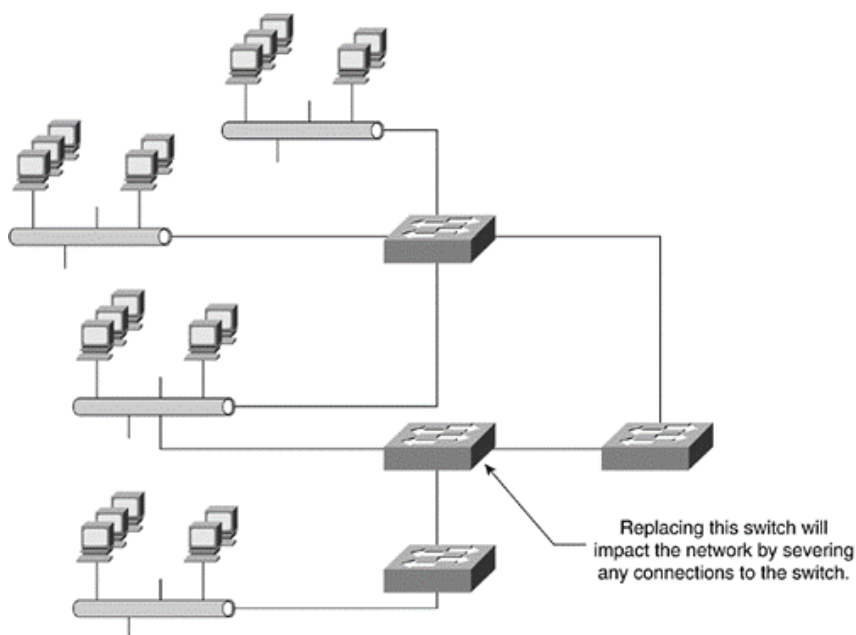 Replacing this switch will
impact the network by severing
any connections to the switch.